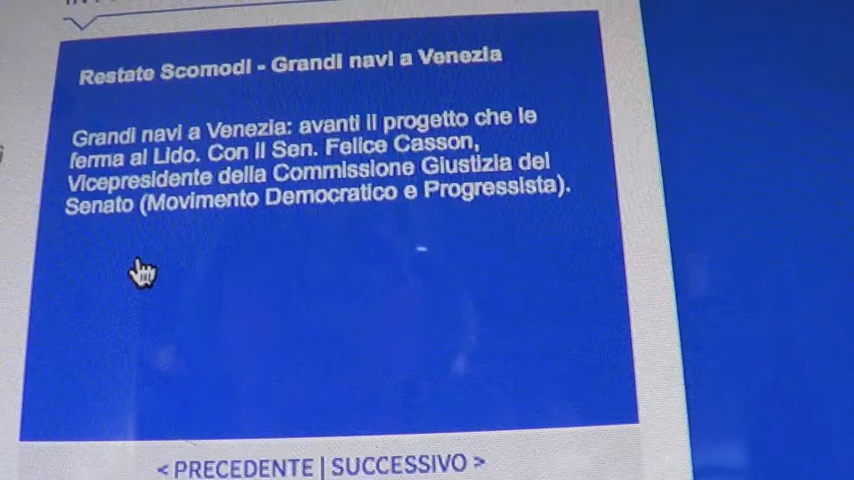 Restate Scomodi - Grandi navi a Venezia
Grandi navi a Venezia: avanti il progetto che le
ferma al Lido. Con il Sen. Felice Casson,
Vicepresidente della Commissione Giustizia del
Senato (Movimento Democratico e Progressista).
< PRECEDENTE | SUCCESSIVO >